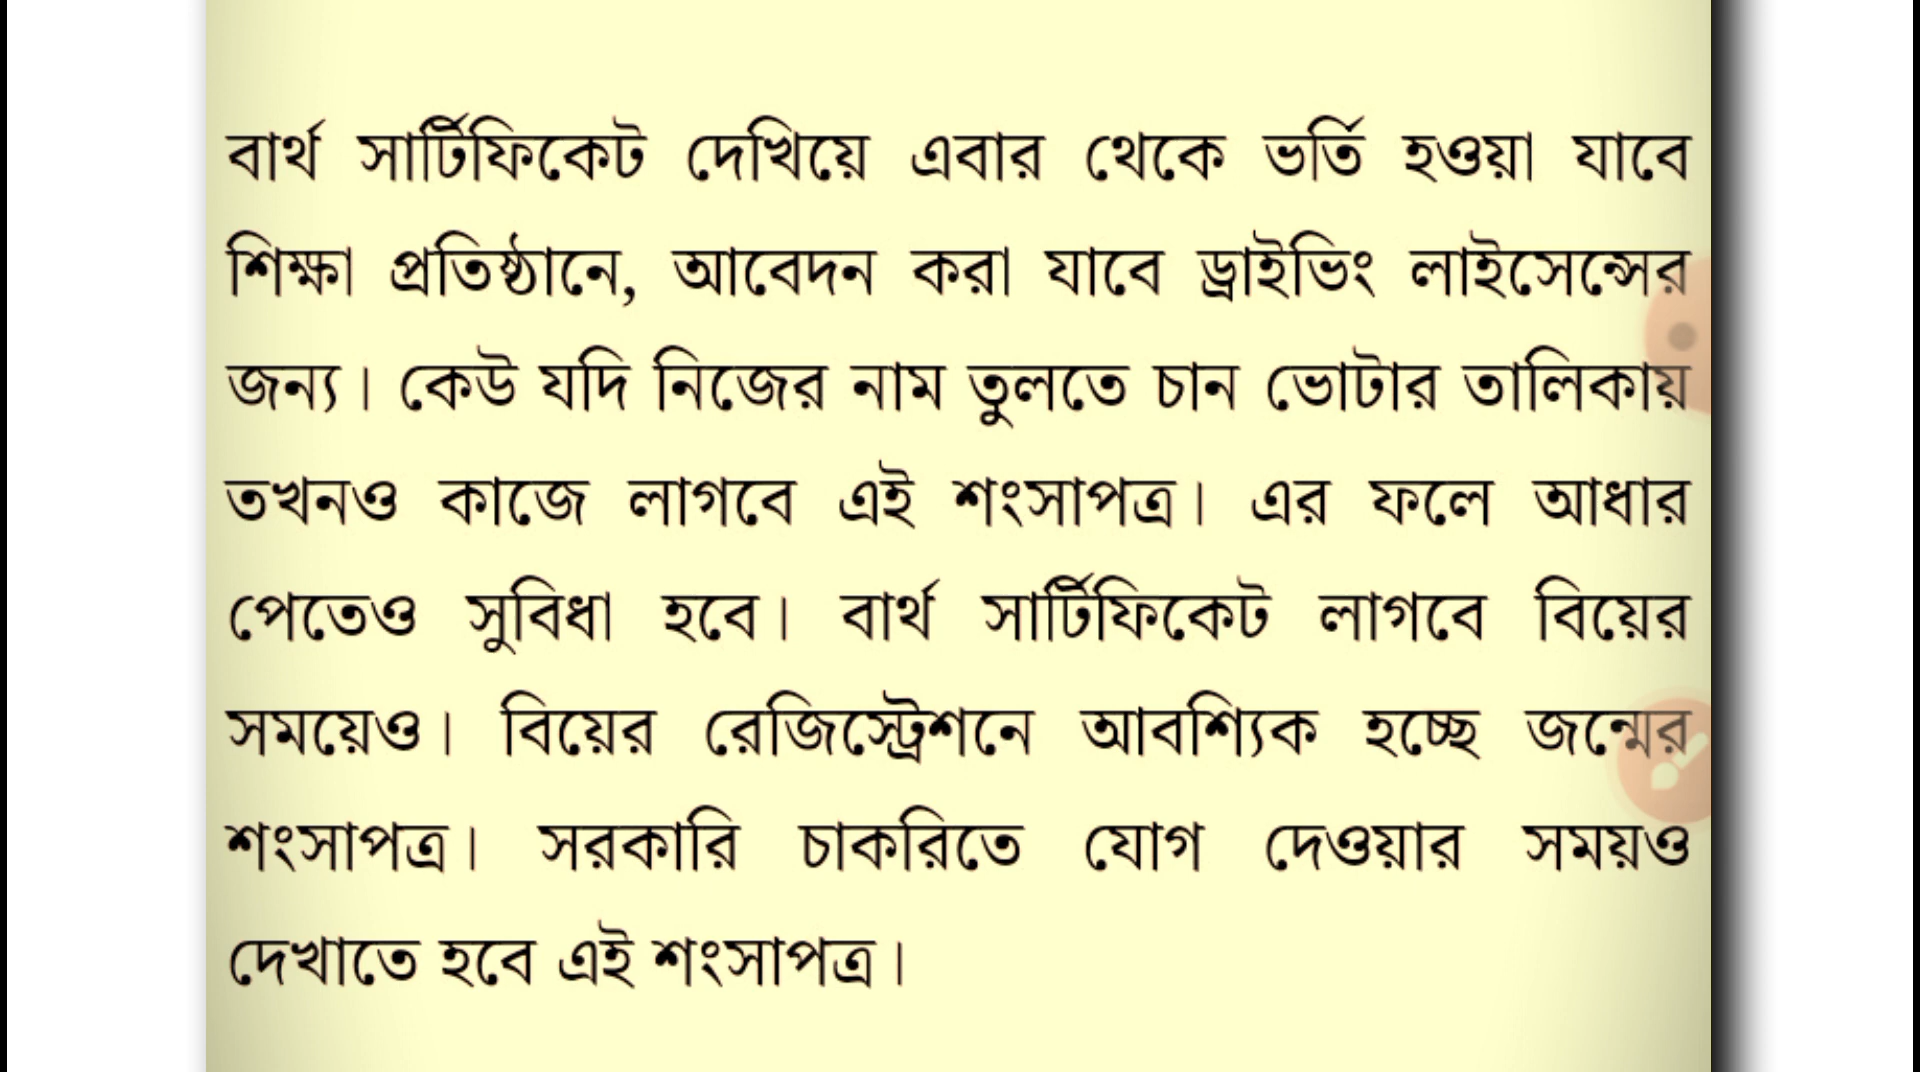 বার্থ সার্টিফিকেট দেখিয়ে এবার থেকে ভর্তি হওয়া যাবে
শিক্ষা প্রতিষ্ঠানে, আবেদন করা যাবে ড্রাইভিং লাইসেন্সের
জন্য। কেউ যদি নিজের নাম তুলতে চান ভোটার তালিকায়
তখনও কাজে লাগবে এই শংসাপত্র। এর ফলে আধার
পেতেও সুবিধা হবে। বার্থ সার্টিফিকেট লাগবে বিয়ের
সময়েও। বিয়ের রেজিস্ট্রেশনে আবশ্যিক হচ্ছে জন্মের
শংসাপত্র। সরকারি চাকরিতে যোগ দেওয়ার সময়ও
দেখাতে হবে এই শংসাপত্র।